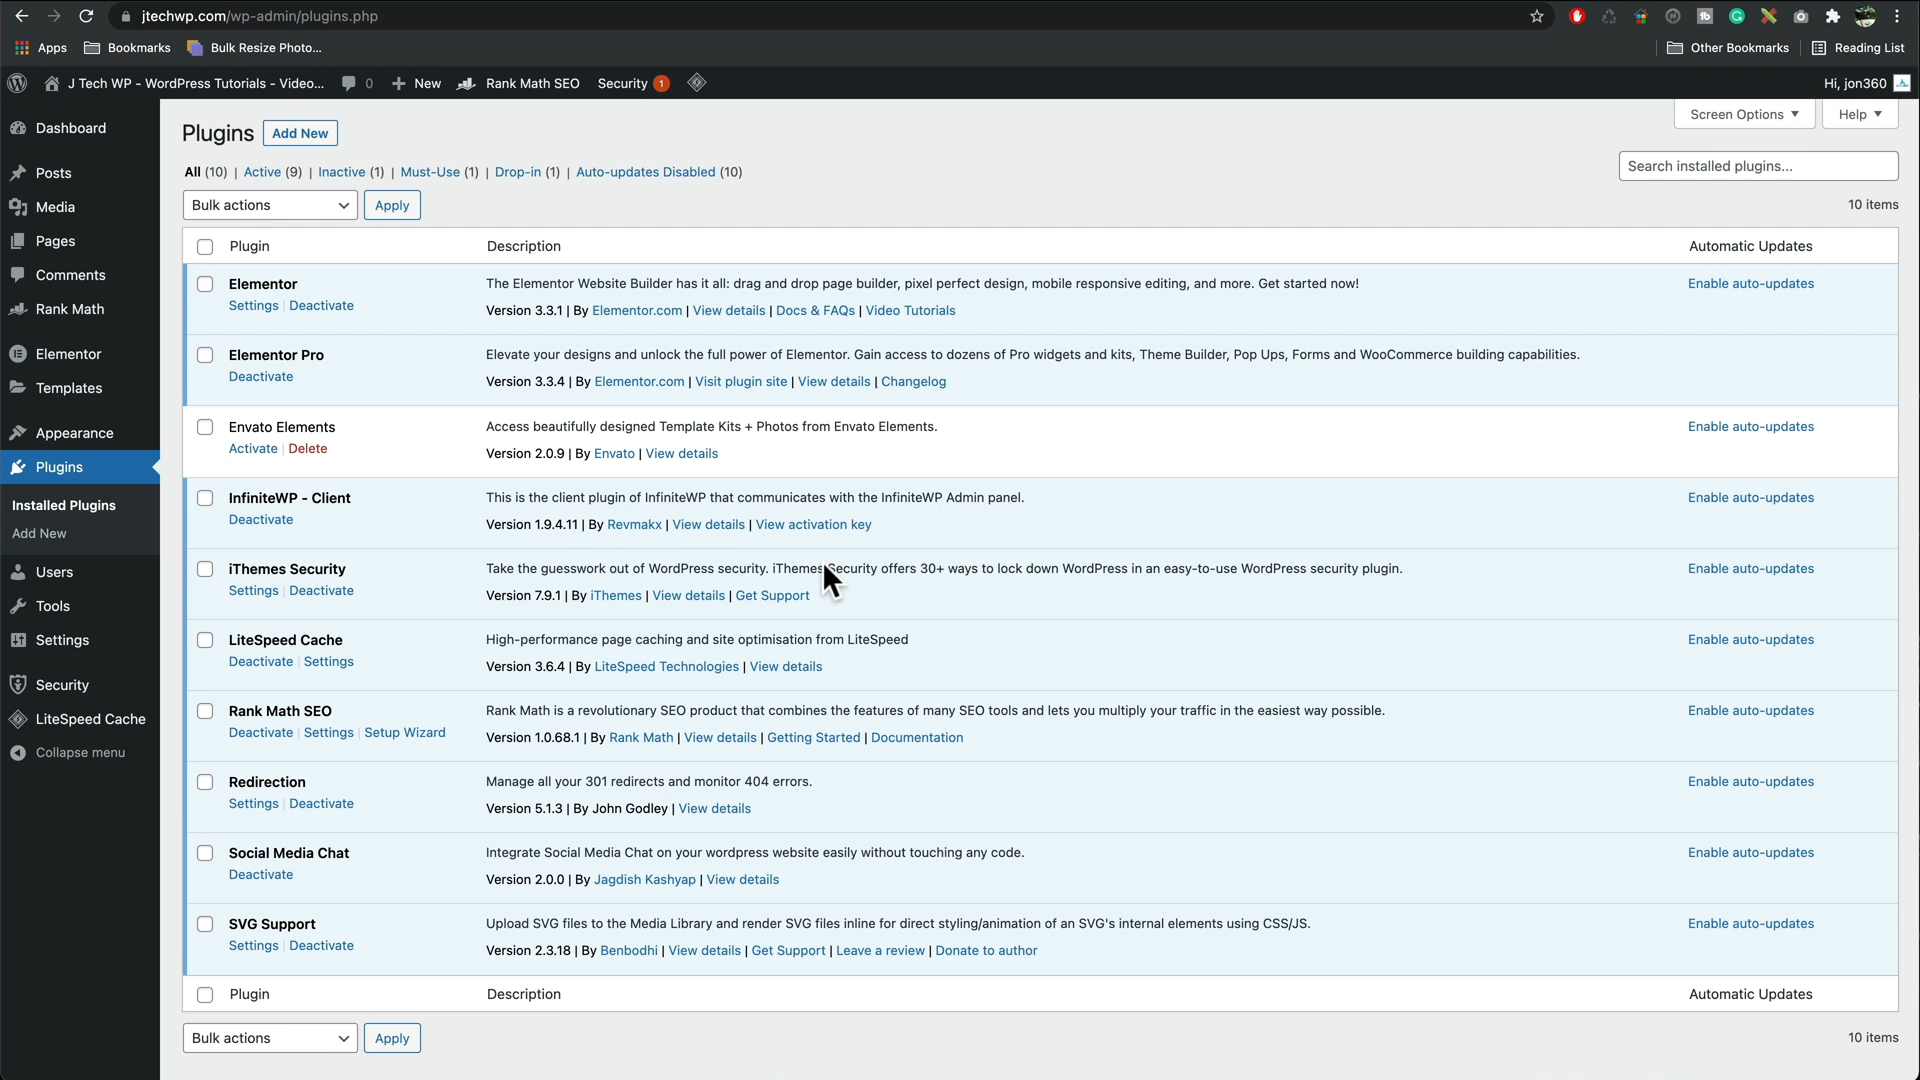 jtechwp.com/wp-admin/plugins.php
Apps Bookmarks Bulk Resize Photo... Other Bookmarks Reading List
J Tech WP - WordPress Tutorials - Video... 0 New Rank Math SEO Security 1 Hi, jon360
Dashboard
Posts
Media
Pages
Comments
Rank Math
Elementor
Templates
Appearance
Plugins
Installed Plugins
Add New
Users
Tools
Settings
Security
LiteSpeed Cache
Collapse menu
Screen Options Help
Plugins Add New
All (10) | Active (9) | Inactive (1) | Must-Use (1) | Drop-in (1) | Auto-updates Disabled (10)
Search installed plugins...
Bulk actions Apply 10 items
Plugin Description Automatic Updates
Elementor The Elementor Website Builder has it all: drag and drop page builder, pixel perfect design, mobile responsive editing, and more. Get started now! Enable auto-updates
Settings | Deactivate Version 3.3.1 | By Elementor.com | View details | Docs & FAQs | Video Tutorials
Elementor Pro Elevate your designs and unlock the full power of Elementor. Gain access to dozens of Pro widgets and kits, Theme Builder, Pop Ups, Forms and WooCommerce building capabilities.
Deactivate Version 3.3.4 | By Elementor.com | Visit plugin site | View details | Changelog
Envato Elements Access beautifully designed Template Kits + Photos from Envato Elements. Enable auto-updates
Activate | Delete Version 2.0.9 | By Envato | View details
InfiniteWP - Client This is the client plugin of InfiniteWP that communicates with the InfiniteWP Admin panel. Enable auto-updates
Deactivate Version 1.9.4.11 | By Revmakx | View details | View activation key
iThemes Security Take the guesswork out of WordPress security. iThemes Security offers 30+ ways to lock down WordPress in an easy-to-use WordPress security plugin. Enable auto-updates
Settings | Deactivate Version 7.9.1 | By iThemes | View details | Get Support
LiteSpeed Cache High-performance page caching and site optimisation from LiteSpeed Enable auto-updates
Deactivate | Settings Version 3.6.4 | By LiteSpeed Technologies | View details
Rank Math SEO Rank Math is a revolutionary SEO product that combines the features of many SEO tools and lets you multiply your traffic in the easiest way possible. Enable auto-updates
Deactivate | Settings | Setup Wizard Version 1.0.68.1 | By Rank Math | View details | Getting Started | Documentation
Redirection Manage all your 301 redirects and monitor 404 errors. Enable auto-updates
Settings | Deactivate Version 5.1.3 | By John Godley | View details
Social Media Chat Integrate Social Media Chat on your wordpress website easily without touching any code. Enable auto-updates
Deactivate Version 2.0.0 | By Jagdish Kashyap | View details
SVG Support Upload SVG files to the Media Library and render SVG files inline for direct styling/animation of an SVG's internal elements using CSS/JS. Enable auto-updates
Settings | Deactivate Version 2.3.18 | By Benbodhi | View details | Get Support | Leave a review | Donate to author
Plugin Description Automatic Updates
Bulk actions Apply 10 items